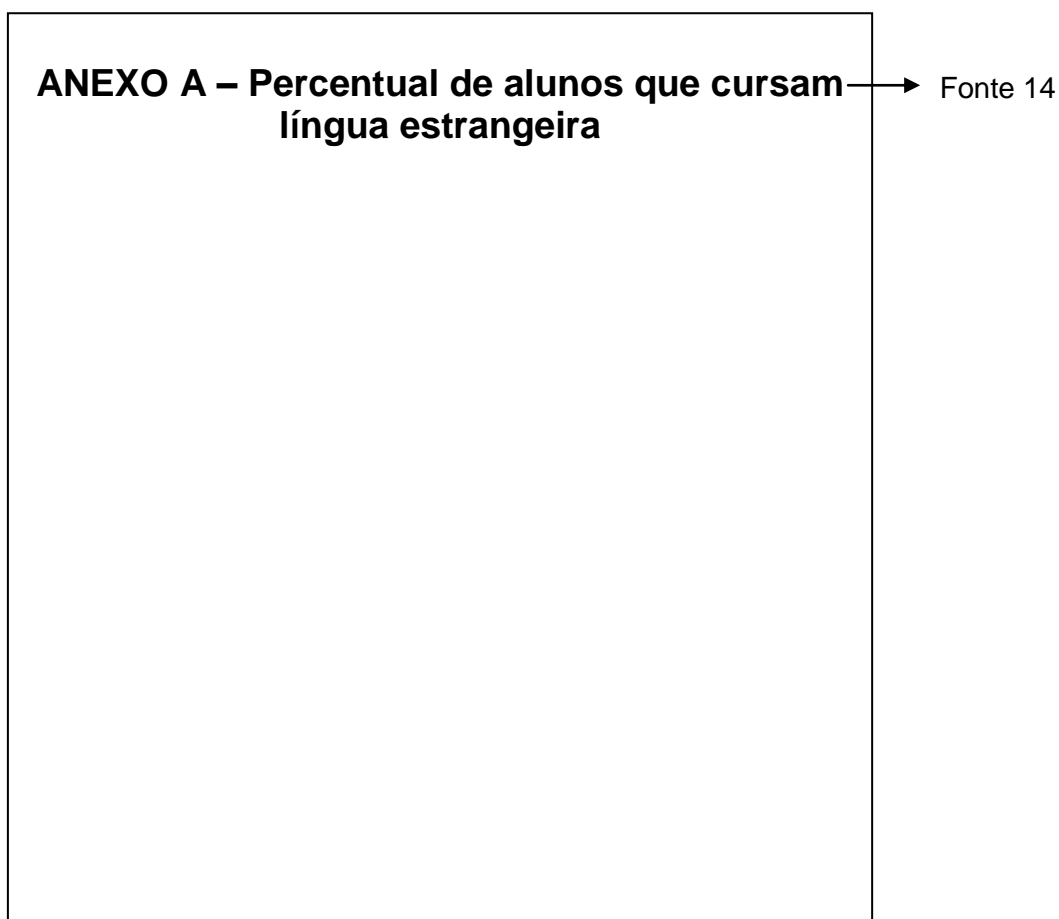 ANEXO A – Percentual de alunos que cursam
língua estrangeira
Fonte 14